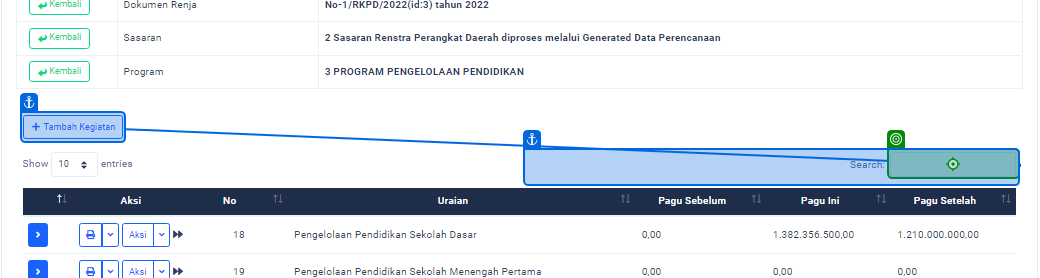 Kembali Dokumen Renja No-1/RKPD/2022(id:3) tahun 2022
Kembali Sasaran 2 Sasaran Renstra Perangkat Daerah diproses melalui Generated Data Perencanaan
Kembali Program 3 PROGRAM PENGELOLAAN PENDIDIKAN
+ Tambah Kegiatan
Show 10 entries Search:
Aksi No Uraian Pagu Sebelum Pagu Ini Pagu Setelah
Aksi 18 Pengelolaan Pendidikan Sekolah Dasar 0,00 1.382.356.500,00 1.210.000.000,00
Aksi 19 Pengelolaan Pendidikan Sekolah Menengah Pertama 0,00 0,00 0,00